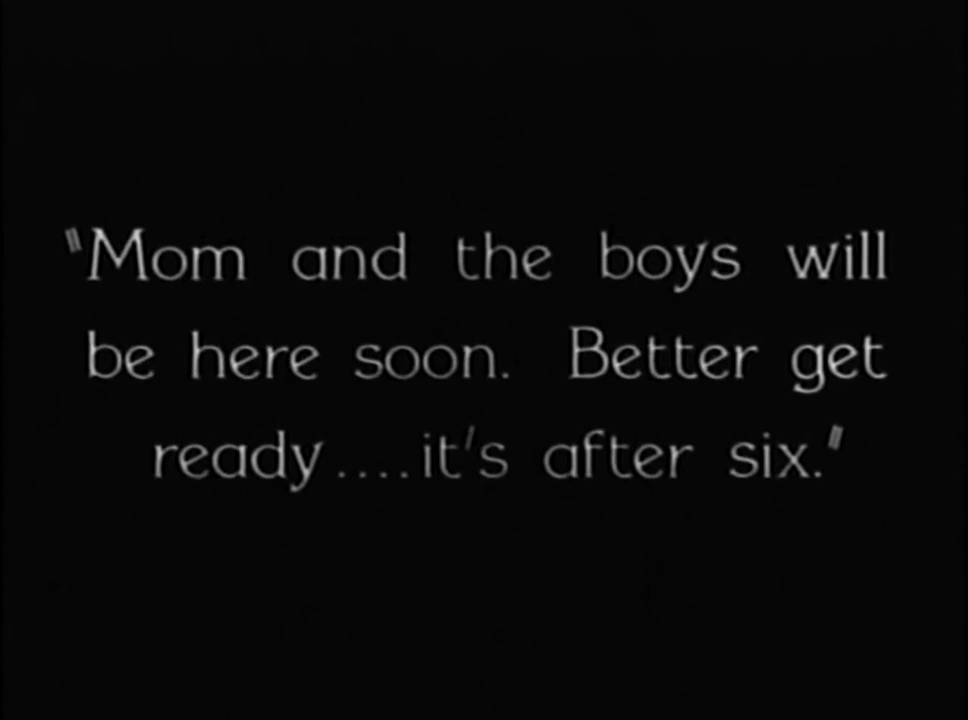 "Mom and the boys will
be here soon. Better get
ready....it's after six."